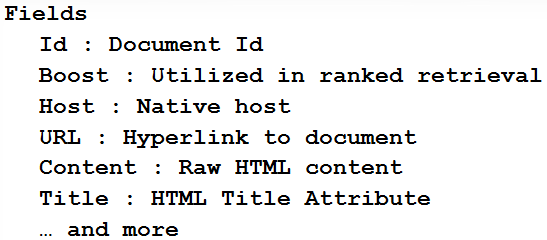 Fields
Id : Document Id
Boost : Utilized in ranked retrieval
Host : Native host
URL : Hyperlink to document
Content : Raw HTML content
Title : HTML Title Attribute
… and more